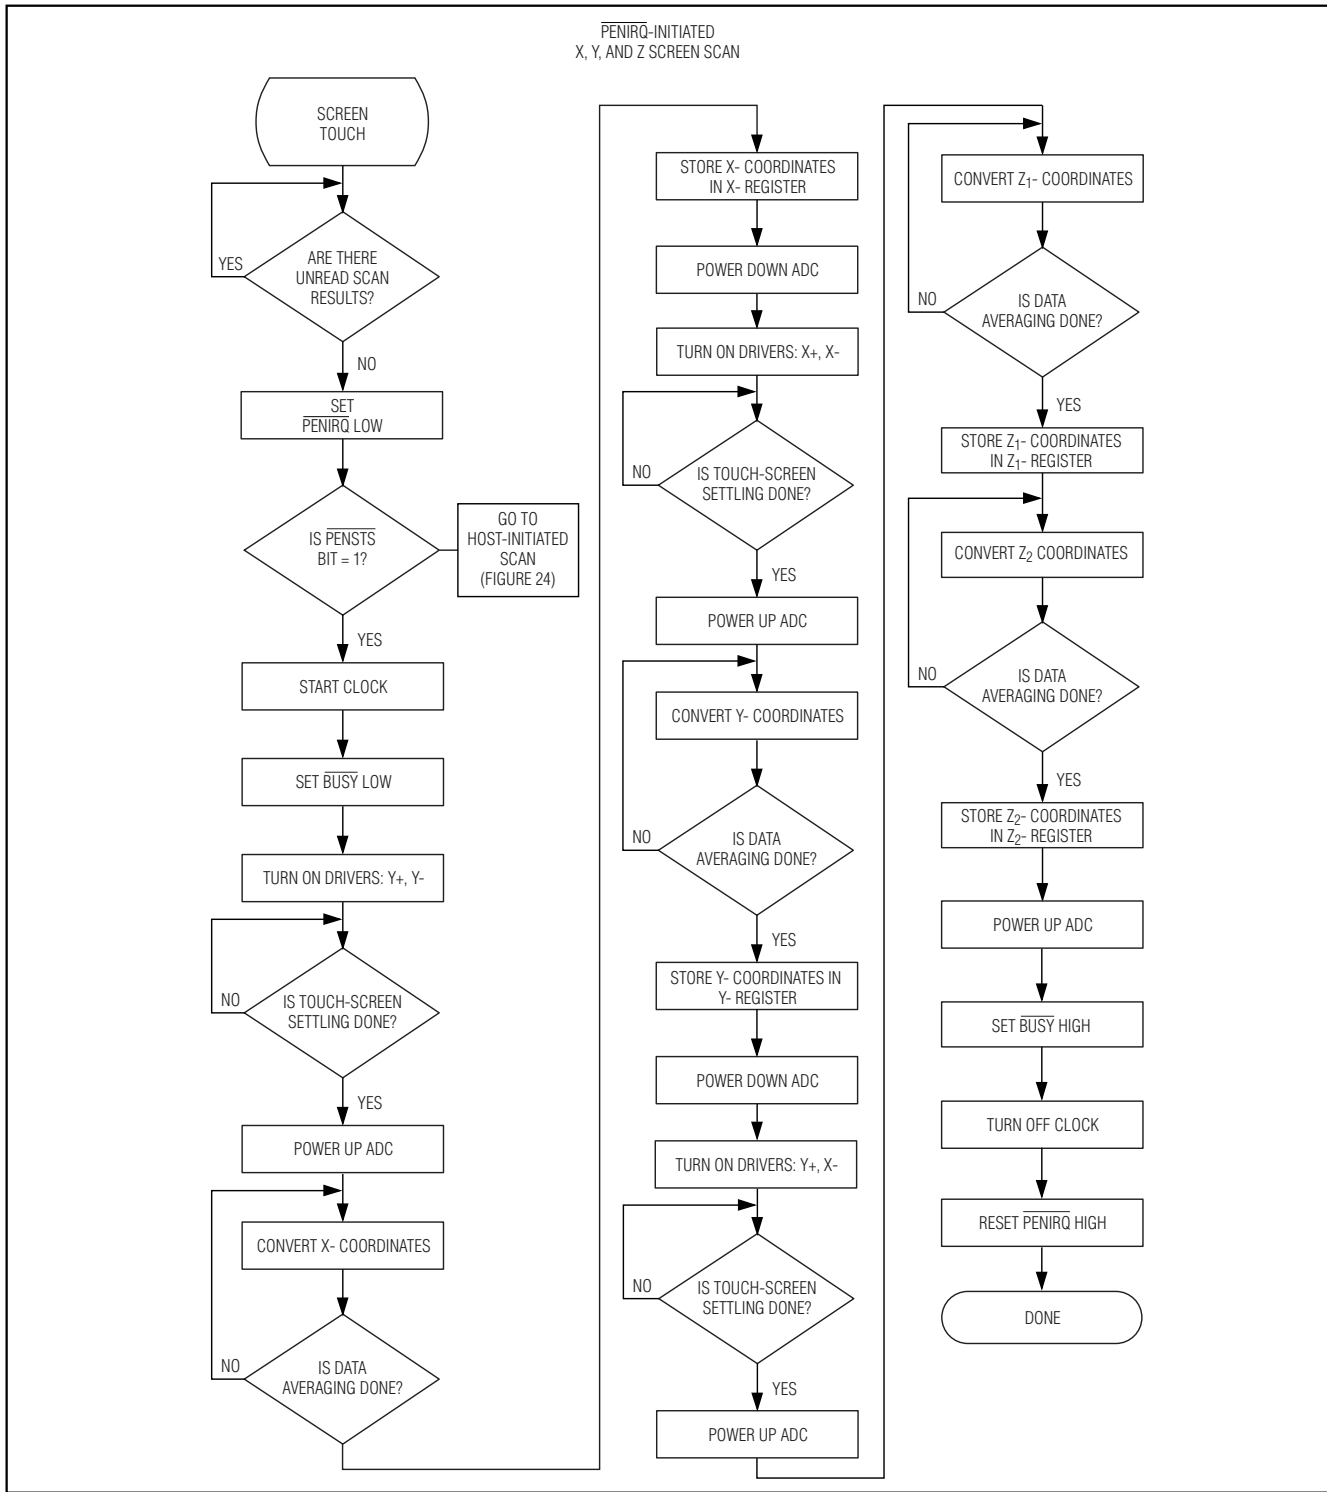 PENIRQ-INITIATED
X, Y, AND Z SCREEN SCAN
SCREEN
TOUCH
YES
ARE THERE
UNREAD SCAN
RESULTS?
NO
SET
PENIRQ LOW
IS PENSTS
BIT = 1?
GO TO
HOST-INITIATED
SCAN
(FIGURE 24)
YES
START CLOCK
SET BUSY LOW
TURN ON DRIVERS: Y+, Y-
NO
IS TOUCH-SCREEN
SETTLING DONE?
YES
POWER UP ADC
CONVERT X- COORDINATES
NO
IS DATA
AVERAGING DONE?
STORE X- COORDINATES
IN X- REGISTER
POWER DOWN ADC
TURN ON DRIVERS: X+, X-
NO
IS TOUCH-SCREEN
SETTLING DONE?
YES
POWER UP ADC
CONVERT Y- COORDINATES
NO
IS DATA
AVERAGING DONE?
YES
STORE Y- COORDINATES IN
Y- REGISTER
POWER DOWN ADC
TURN ON DRIVERS: Y+, X-
NO
IS TOUCH-SCREEN
SETTLING DONE?
YES
POWER UP ADC
CONVERT Z1- COORDINATES
NO
IS DATA
AVERAGING DONE?
YES
STORE Z1- COORDINATES
IN Z1- REGISTER
CONVERT Z2 COORDINATES
NO
IS DATA
AVERAGING DONE?
YES
STORE Z2- COORDINATES
IN Z2- REGISTER
POWER UP ADC
SET BUSY HIGH
TURN OFF CLOCK
RESET PENIRQ HIGH
DONE